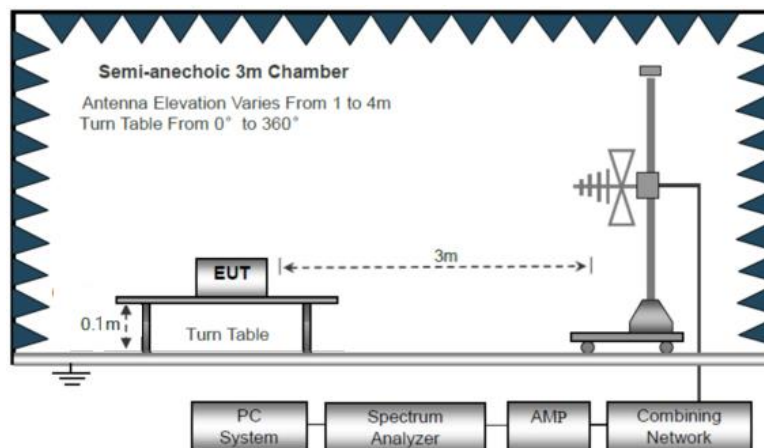 Semi-anechoic 3m Chamber
Antenna Elevation Varies From 1 to 4m
Turn Table From 0° to 360°
3m
EUT
0.1m
Turn Table
PC
System
Spectrum
Analyzer
AMP
Combining
Network